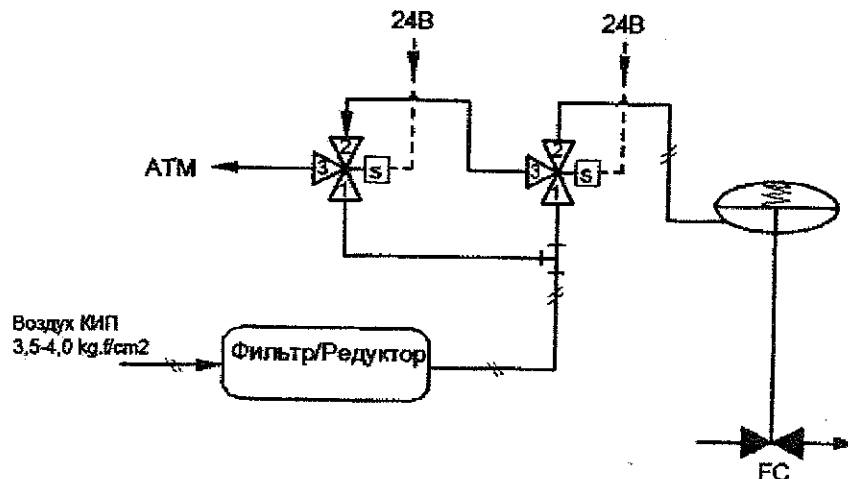 24В 24В
2 2
3 S 3 S
АТМ
1 1
Воздух КИП
3,5-4,0 kg.f/cm2
Фильтр/Редуктор
FC